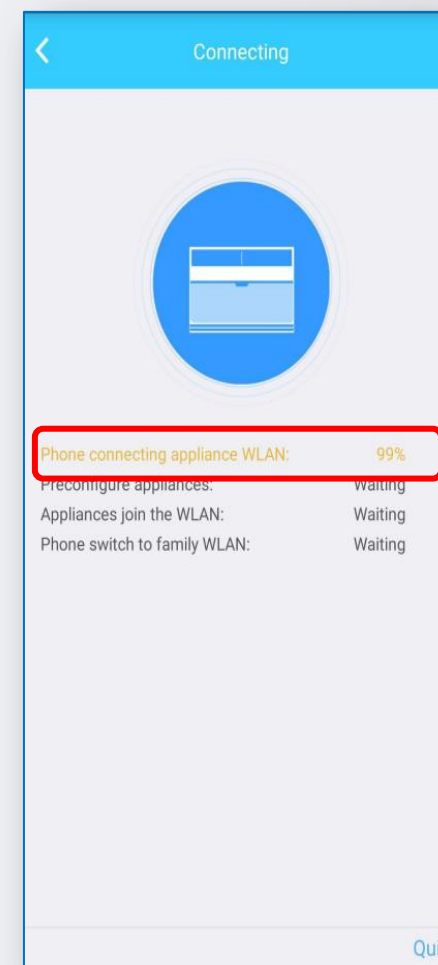 Connecting
Phone connecting appliance WLAN: 99%
Preconfigure appliances: Waiting
Appliances join the WLAN: Waiting
Phone switch to family WLAN: Waiting
Qui